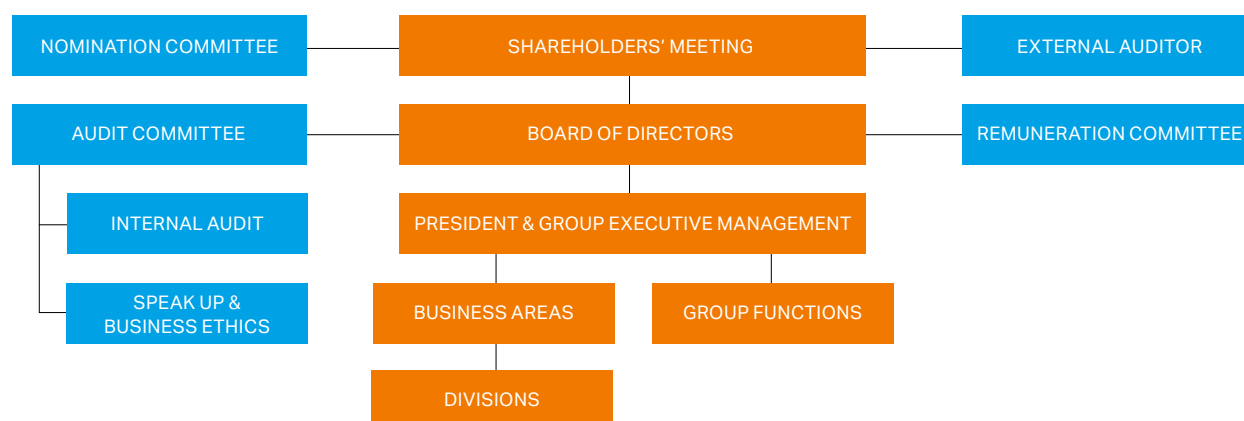 NOMINATION COMMITTEE
SHAREHOLDERS’ MEETING
EXTERNAL AUDITOR
AUDIT COMMITTEE
BOARD OF DIRECTORS
REMUNERATION COMMITTEE
INTERNAL AUDIT
PRESIDENT & GROUP EXECUTIVE MANAGEMENT
SPEAK UP &
BUSINESS ETHICS
BUSINESS AREAS
GROUP FUNCTIONS
DIVISIONS